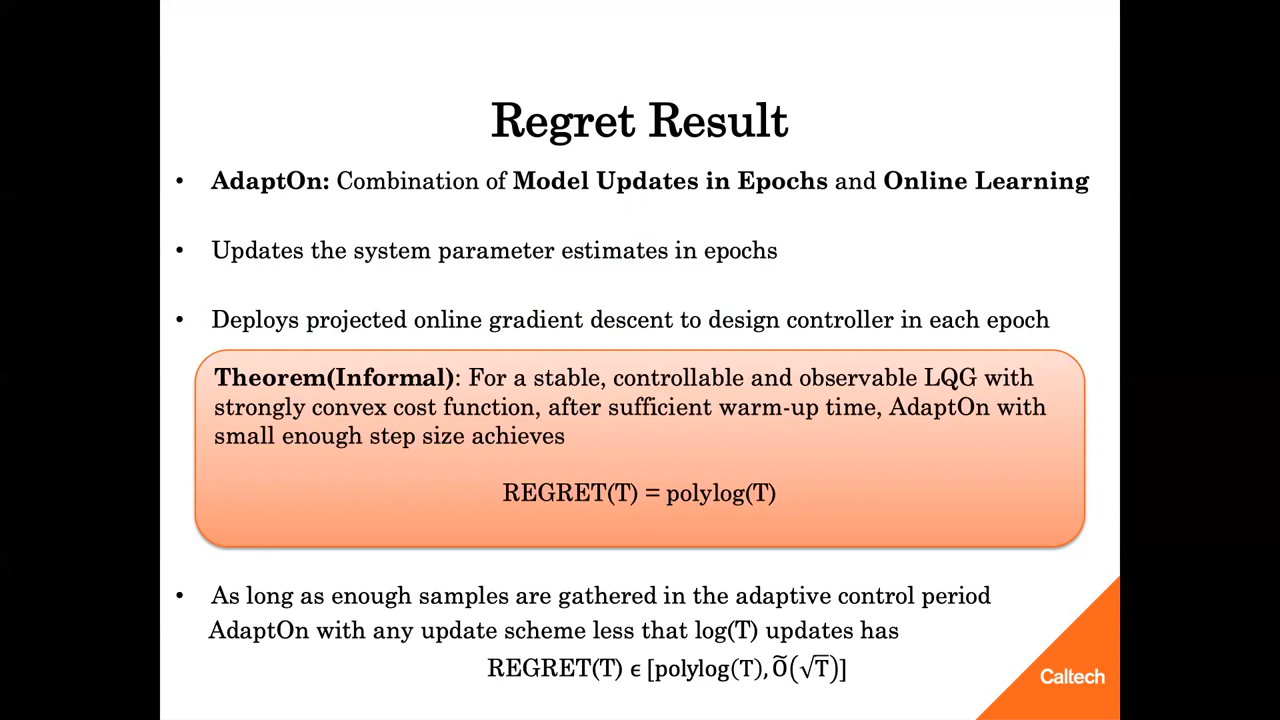 Regret Result
• AdaptOn: Combination of Model Updates in Epochs and Online Learning
• Updates the system parameter estimates in epochs
• Deploys projected online gradient descent to design controller in each epoch
Theorem(Informal): For a stable, controllable and observable LQG with
strongly convex cost function, after sufficient warm-up time, AdaptOn with
small enough step size achieves
REGRET(T) = polylog(T)
• As long as enough samples are gathered in the adaptive control period
AdaptOn with any update scheme less that log(T) updates has
REGRET(T) ϵ [polylog(T), Õ(√T)]
Caltech